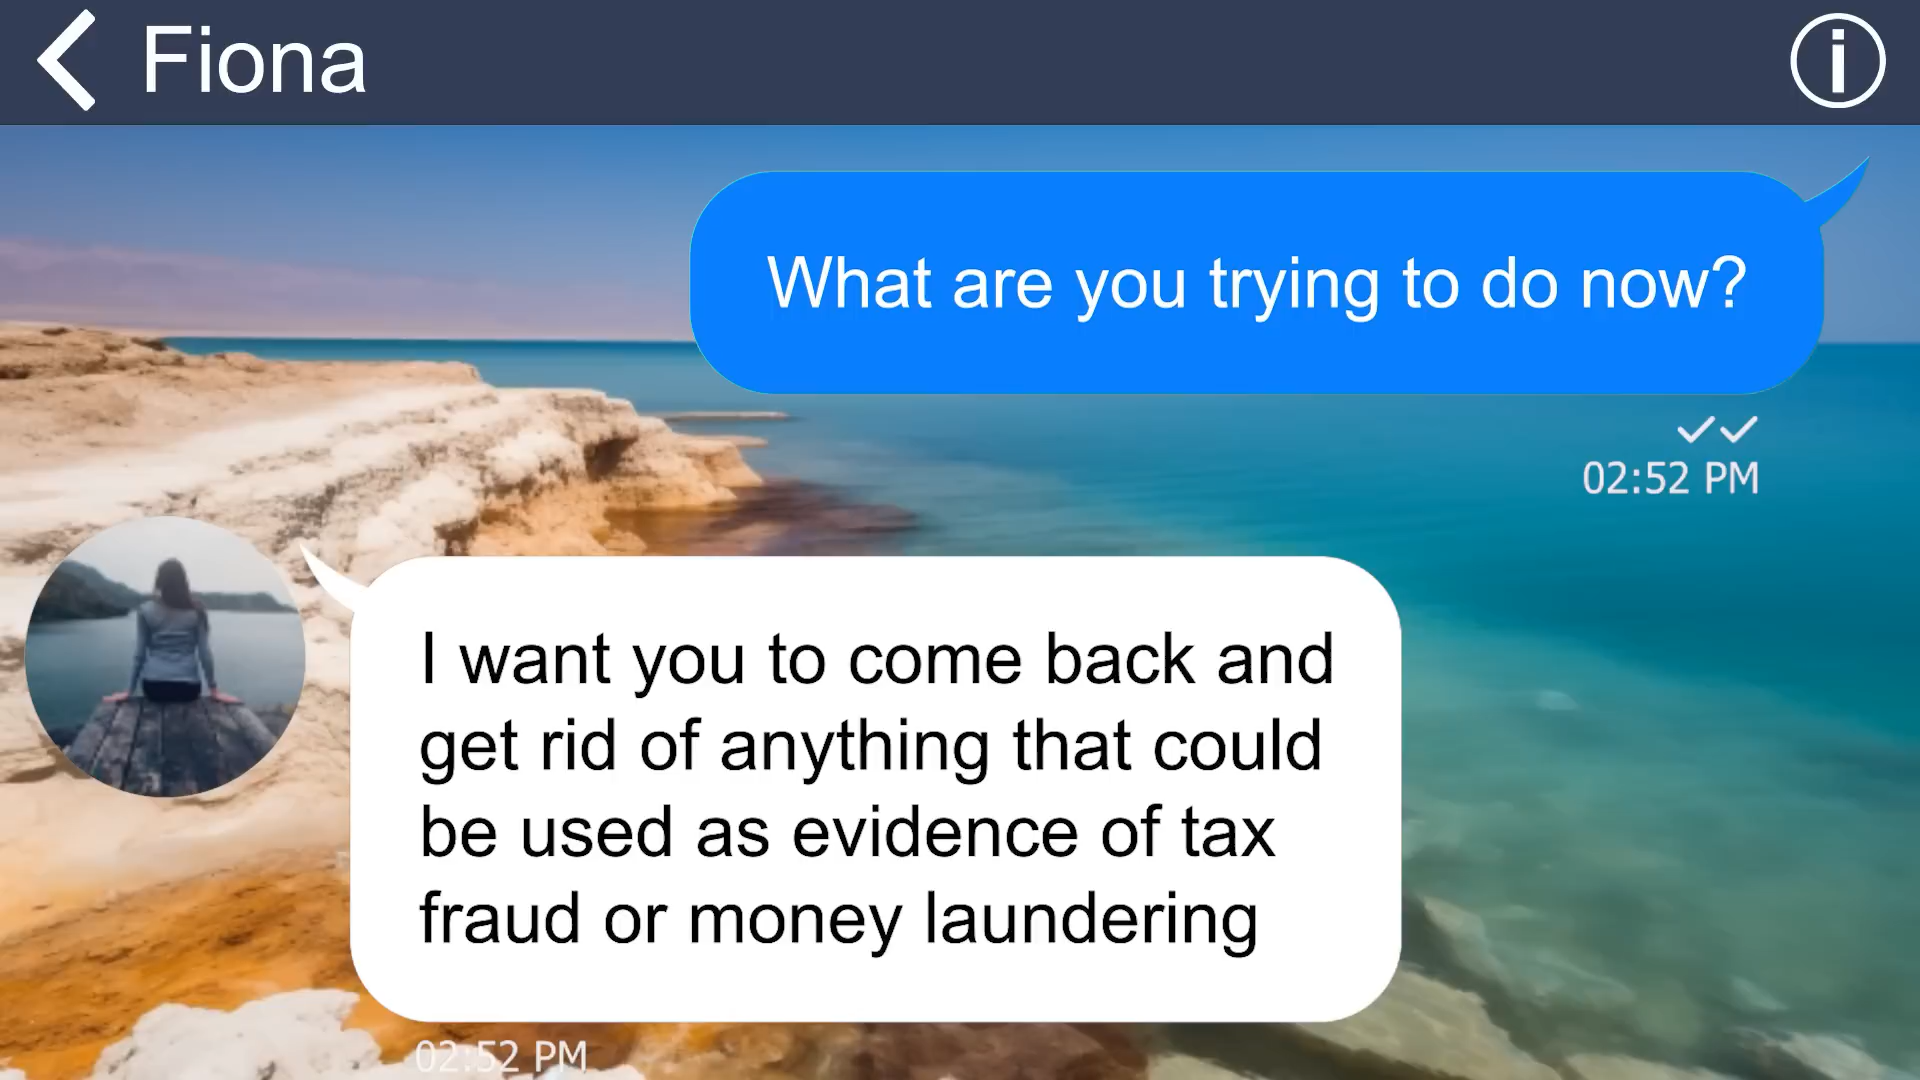 Fiona
What are you trying to do now?
02:52 PM
I want you to come back and
get rid of anything that could
be used as evidence of tax
fraud or money laundering
02:52 PM